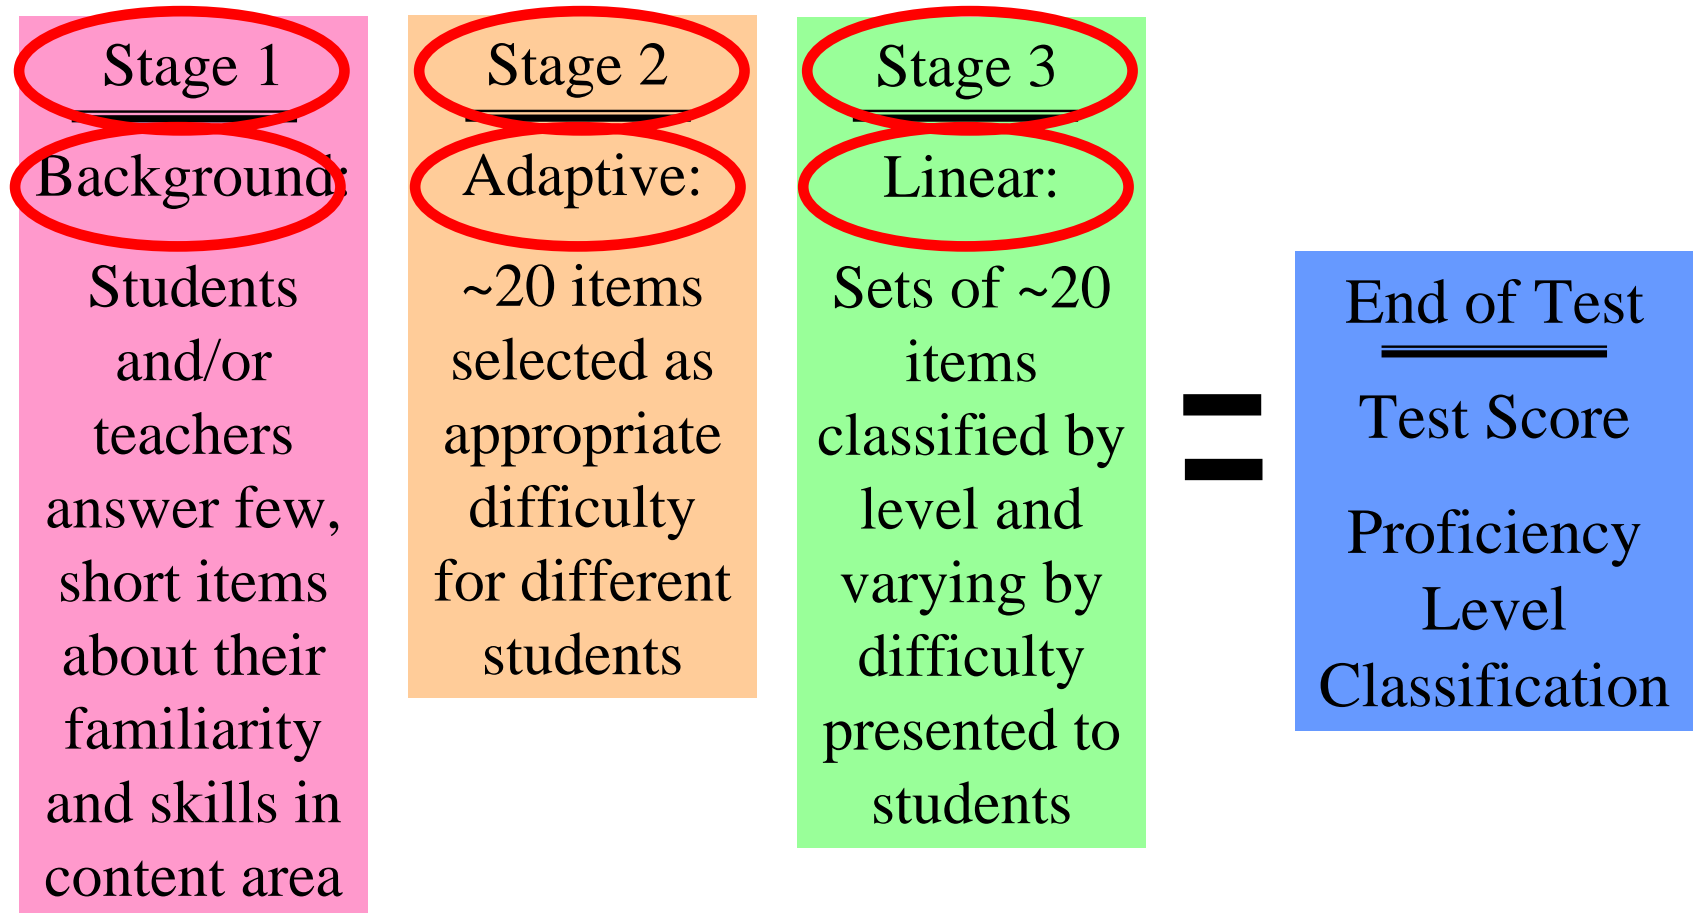 Stage 1
Background:
Students
and/or
teachers
answer few,
short items
about their
familiarity
and skills in
content area
Stage 2
Adaptive:
~20 items
selected as
appropriate
difficulty
for different
students
Stage 3
Linear:
Sets of ~20
items
classified by
level and
varying by
difficulty
presented to
students
=
End of Test
Test Score
Proficiency
Level
Classification